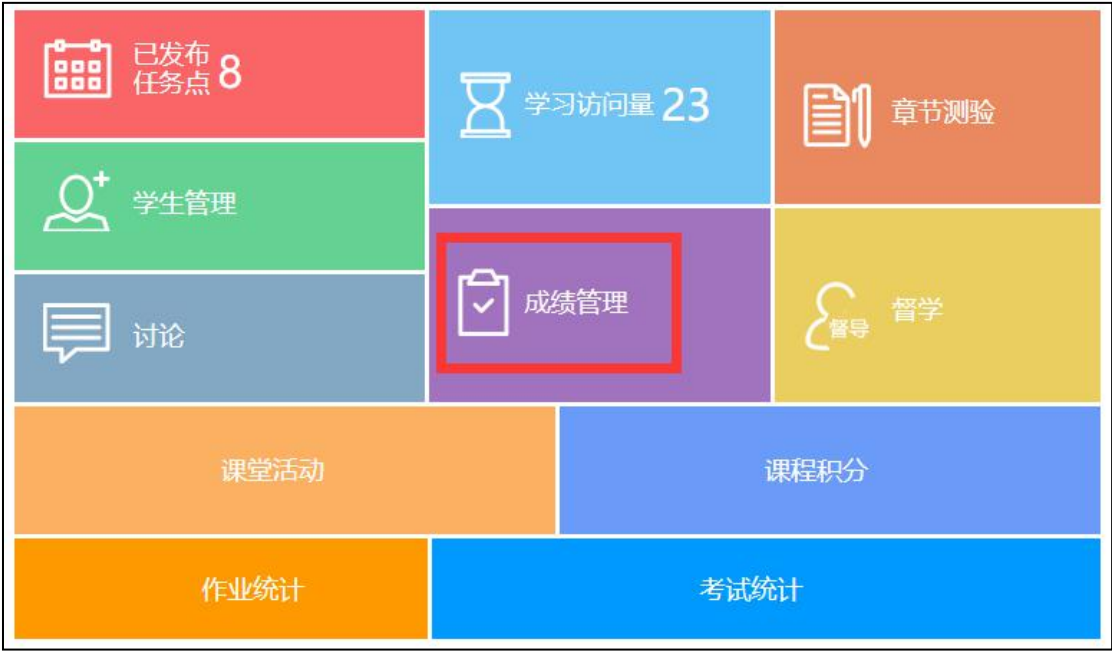 已发布
任务点 8
学习访问量 23
章节测验
学生管理
成绩管理
督导
督学
讨论
课堂活动
课程积分
作业统计
考试统计